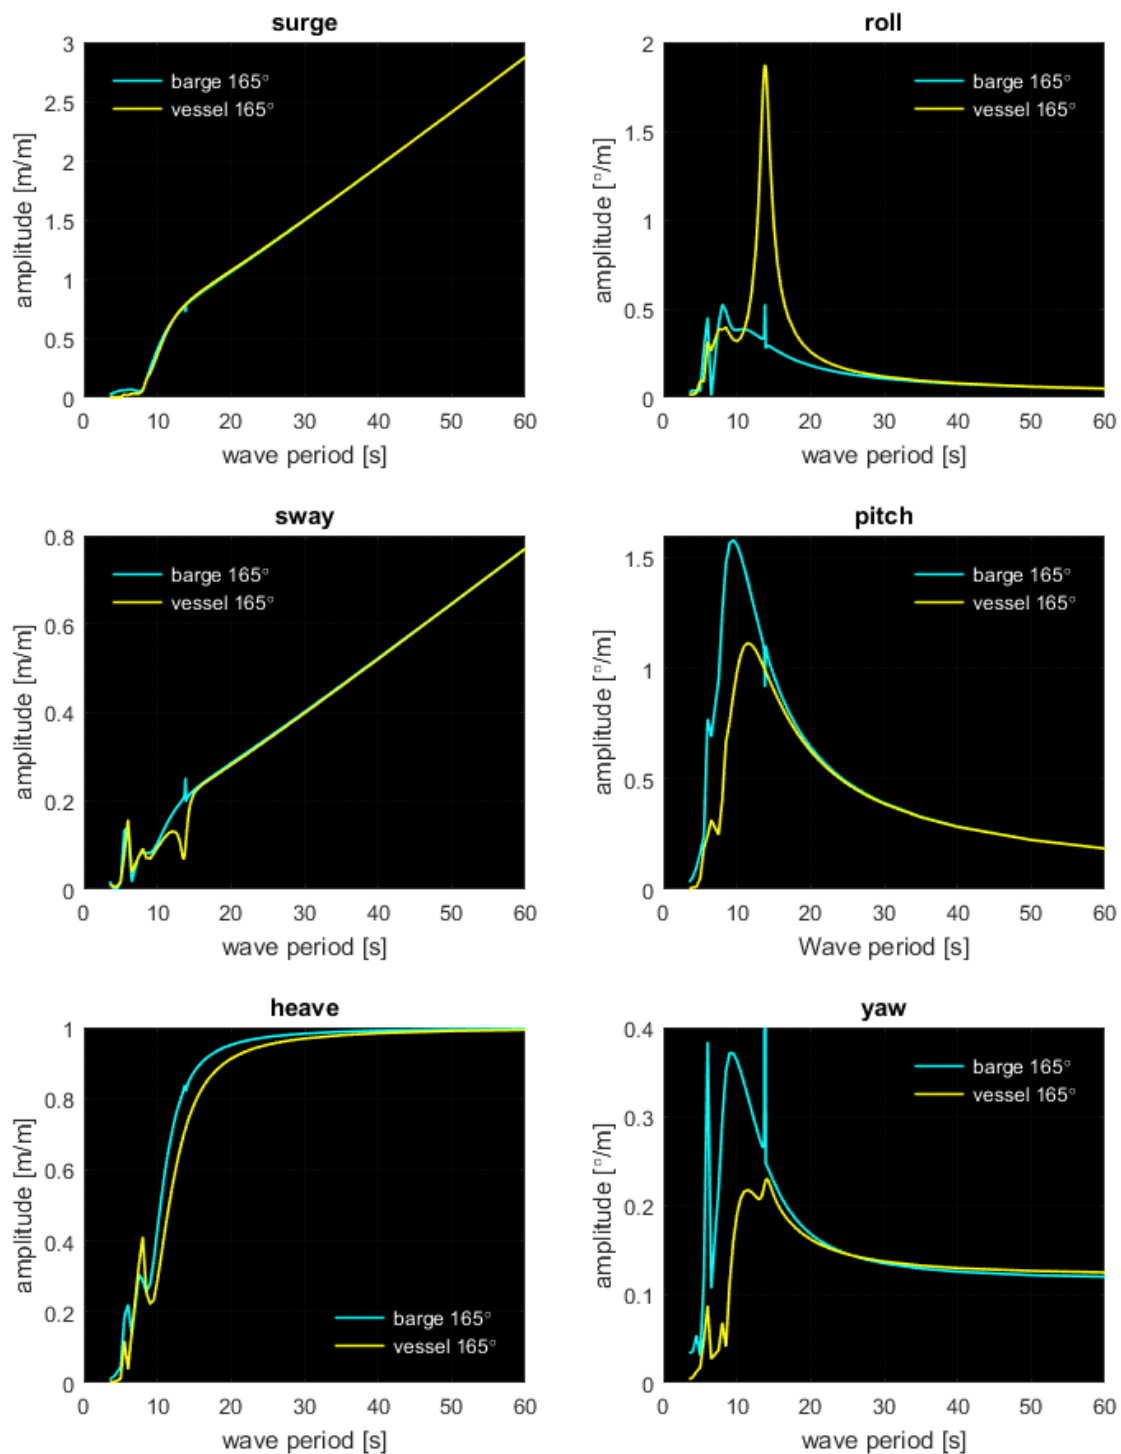 surge
3
2.5
2
1.5
1
0.5
0
barge 165°
vessel 165°
amplitude [m/m]
0 10 20 30 40 50 60
wave period [s]
roll
2
1.5
1
0.5
0
barge 165°
vessel 165°
amplitude [°/m]
0 10 20 30 40 50 60
wave period [s]
sway
0.8
0.6
0.4
0.2
0
barge 165°
vessel 165°
amplitude [m/m]
0 10 20 30 40 50 60
wave period [s]
pitch
1.5
1
0.5
0
barge 165°
vessel 165°
amplitude [°/m]
0 10 20 30 40 50 60
Wave period [s]
heave
1
0.8
0.6
0.4
0.2
0
barge 165°
vessel 165°
amplitude [m/m]
0 10 20 30 40 50 60
wave period [s]
yaw
0.4
0.3
0.2
0.1
0
barge 165°
vessel 165°
amplitude [°/m]
0 10 20 30 40 50 60
wave period [s]